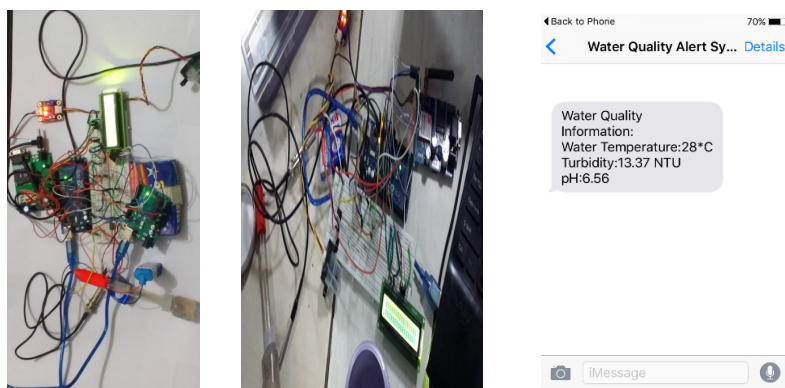 Back to Phone
70%
Water Quality Alert Sy... Details
Water Quality
Information:
Water Temperature:28*C
Turbidity:13.37 NTU
pH:6.56
iMessage